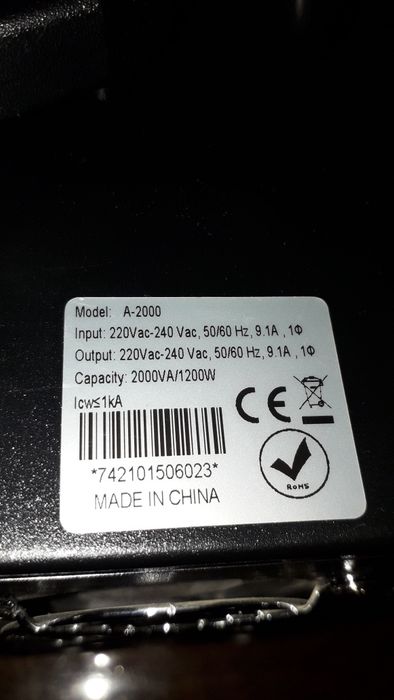 Model: A-2000
Input: 220Vac-240 Vac, 50/60 Hz, 9.1A , 1Φ
Output: 220Vac-240 Vac, 50/60 Hz, 9.1A , 1Φ
Capacity: 2000VA/1200W
Icw≤1kA
CE
*742101506023*
RoHS
MADE IN CHINA